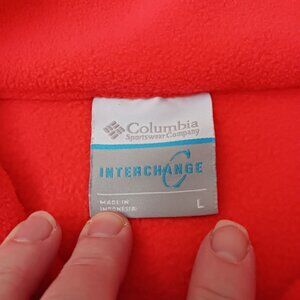 Columbia
Sportswear Company
INTERCHANGE
MADE IN
INDONESIA
L